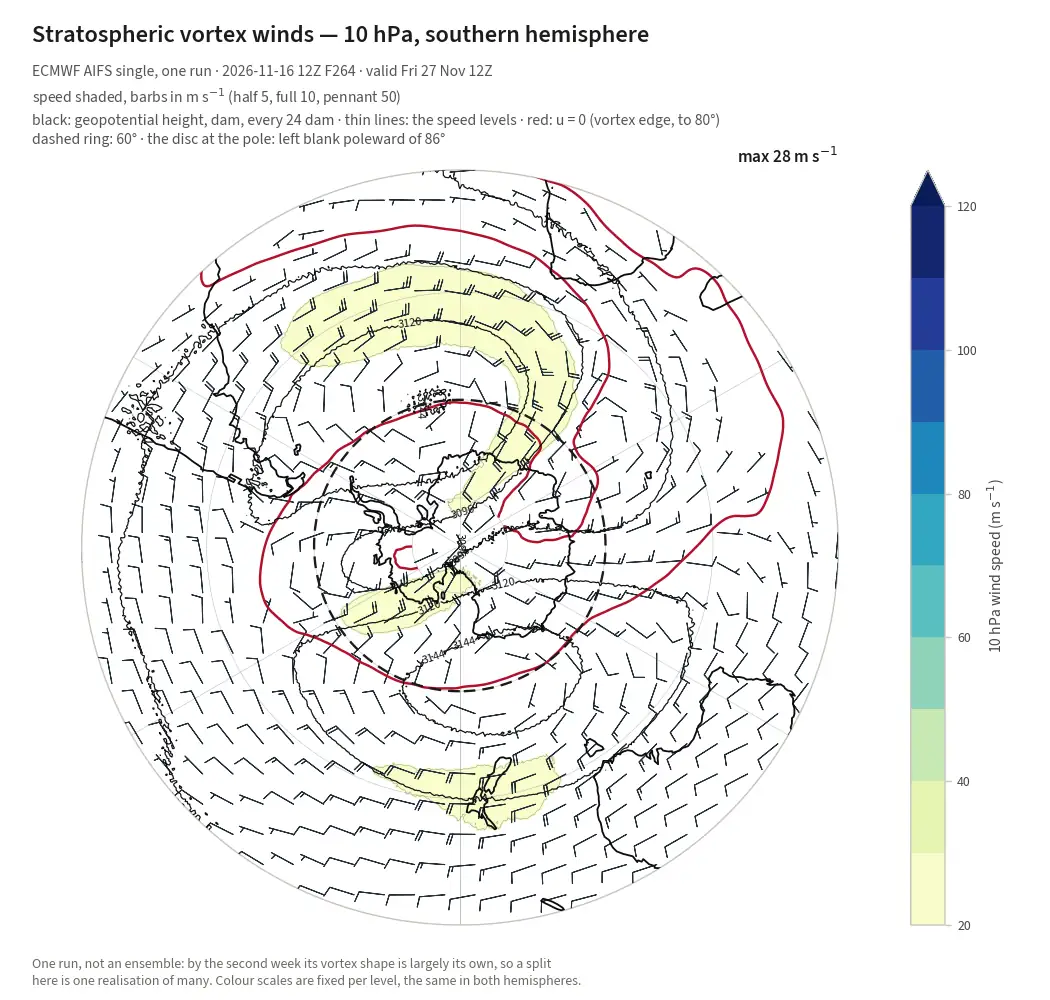 Stratospheric vortex winds — 10 hPa, southern hemisphere
ECMWF AIFS single, one run · 2026-11-16 12Z F264 · valid Fri 27 Nov 12Z
speed shaded, barbs in m s⁻¹ (half 5, full 10, pennant 50)
black: geopotential height, dam, every 24 dam · thin lines: the speed levels · red: u = 0 (vortex edge, to 80°)
dashed ring: 60° · the disc at the pole: left blank poleward of 86°
max 28 m s⁻¹
120
100
80
60
40
20
10 hPa wind speed (m s⁻¹)
3120
3096
3120
3120
3144
3144
One run, not an ensemble: by the second week its vortex shape is largely its own, so a split
here is one realisation of many. Colour scales are fixed per level, the same in both hemispheres.